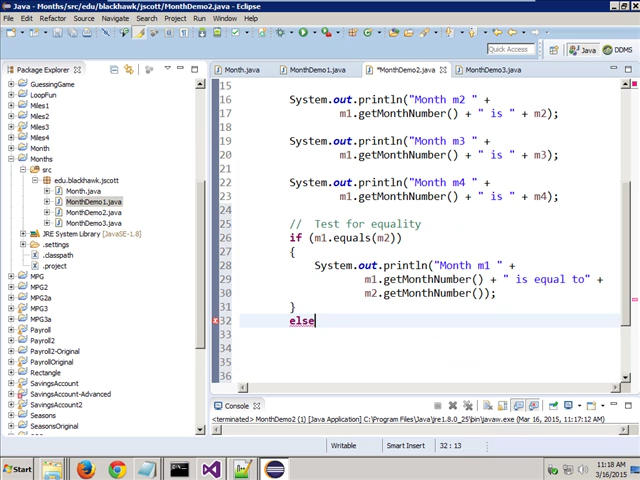 Java - Months/src/edu/blackhawk/jscott/MonthDemo2.java - Eclipse
File Edit Refactor Source Navigate Search Project Run Window Help
Quick Access Java DDMS
Package Explorer
GuessingGame
LoopFun
Miles1
Miles2
Miles3
Miles4
Month
Months
src
edu.blackhawk.jscott
Month.java
MonthDemo1.java
MonthDemo2.java
MonthDemo3.java
JRE System Library [JavaSE-1.8]
.settings
.classpath
.project
MPG
MPG2
MPG2a
MPG3
MPG3a
Payroll
Payroll2
Payroll2-Original
PayrollOriginal
Rectangle
SavingsAccount
SavingsAccount-Advanced
SavingsAccount2
Seasons
SeasonsOriginal
Month.java MonthDemo1.java *MonthDemo2.java MonthDemo3.java
15
16 System.out.println("Month m2 " +
17 m1.getMonthNumber() + " is " + m2);
18
19 System.out.println("Month m3 " +
20 m1.getMonthNumber() + " is " + m3);
21
22 System.out.println("Month m4 " +
23 m1.getMonthNumber() + " is " + m4);
24
25 // Test for equality
26 if (m1.equals(m2))
27 {
28 System.out.println("Month m1 " +
29 m1.getMonthNumber() + " is equal to" +
30 m2.getMonthNumber());
31 }
32 else
33
34
35
36
Console
<terminated> MonthDemo2 (1) [Java Application] C:\Program Files\Java\jre1.8.0_25\bin\javaw.exe (Mar 16, 2015, 11:17:12 AM)
Writable Smart Insert 32 : 13
Start
11:18 AM
3/16/2015